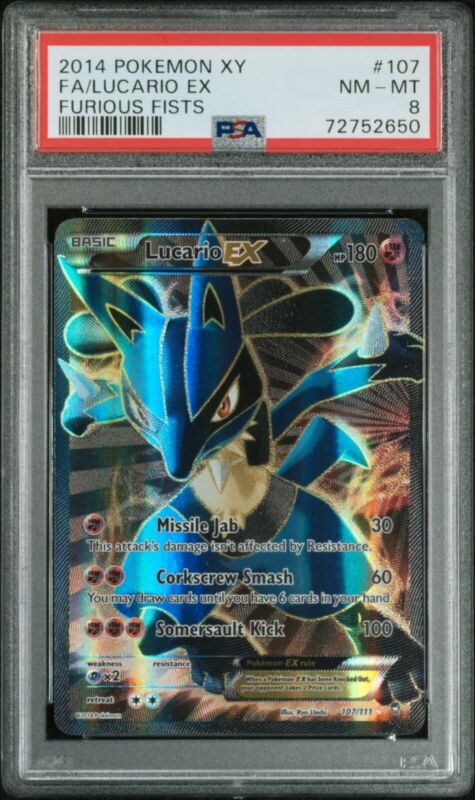 2014 POKEMON XY #107
FA/LUCARIO EX NM - MT
FURIOUS FISTS 8
PSA 72752650
BASIC Lucario EX HP180
Missile Jab 30
This attack's damage isn't affected by Resistance.
Corkscrew Smash 60
You may draw cards until you have 6 cards in your hand.
Somersault Kick 100
weakness resistance
×2
Pokémon-EX rule
When a Pokémon-EX has been Knocked Out,
your opponent takes 2 Prize cards.
retreat
©2014 Pokémon Illus. Ryo Ueda 107/111
PSA